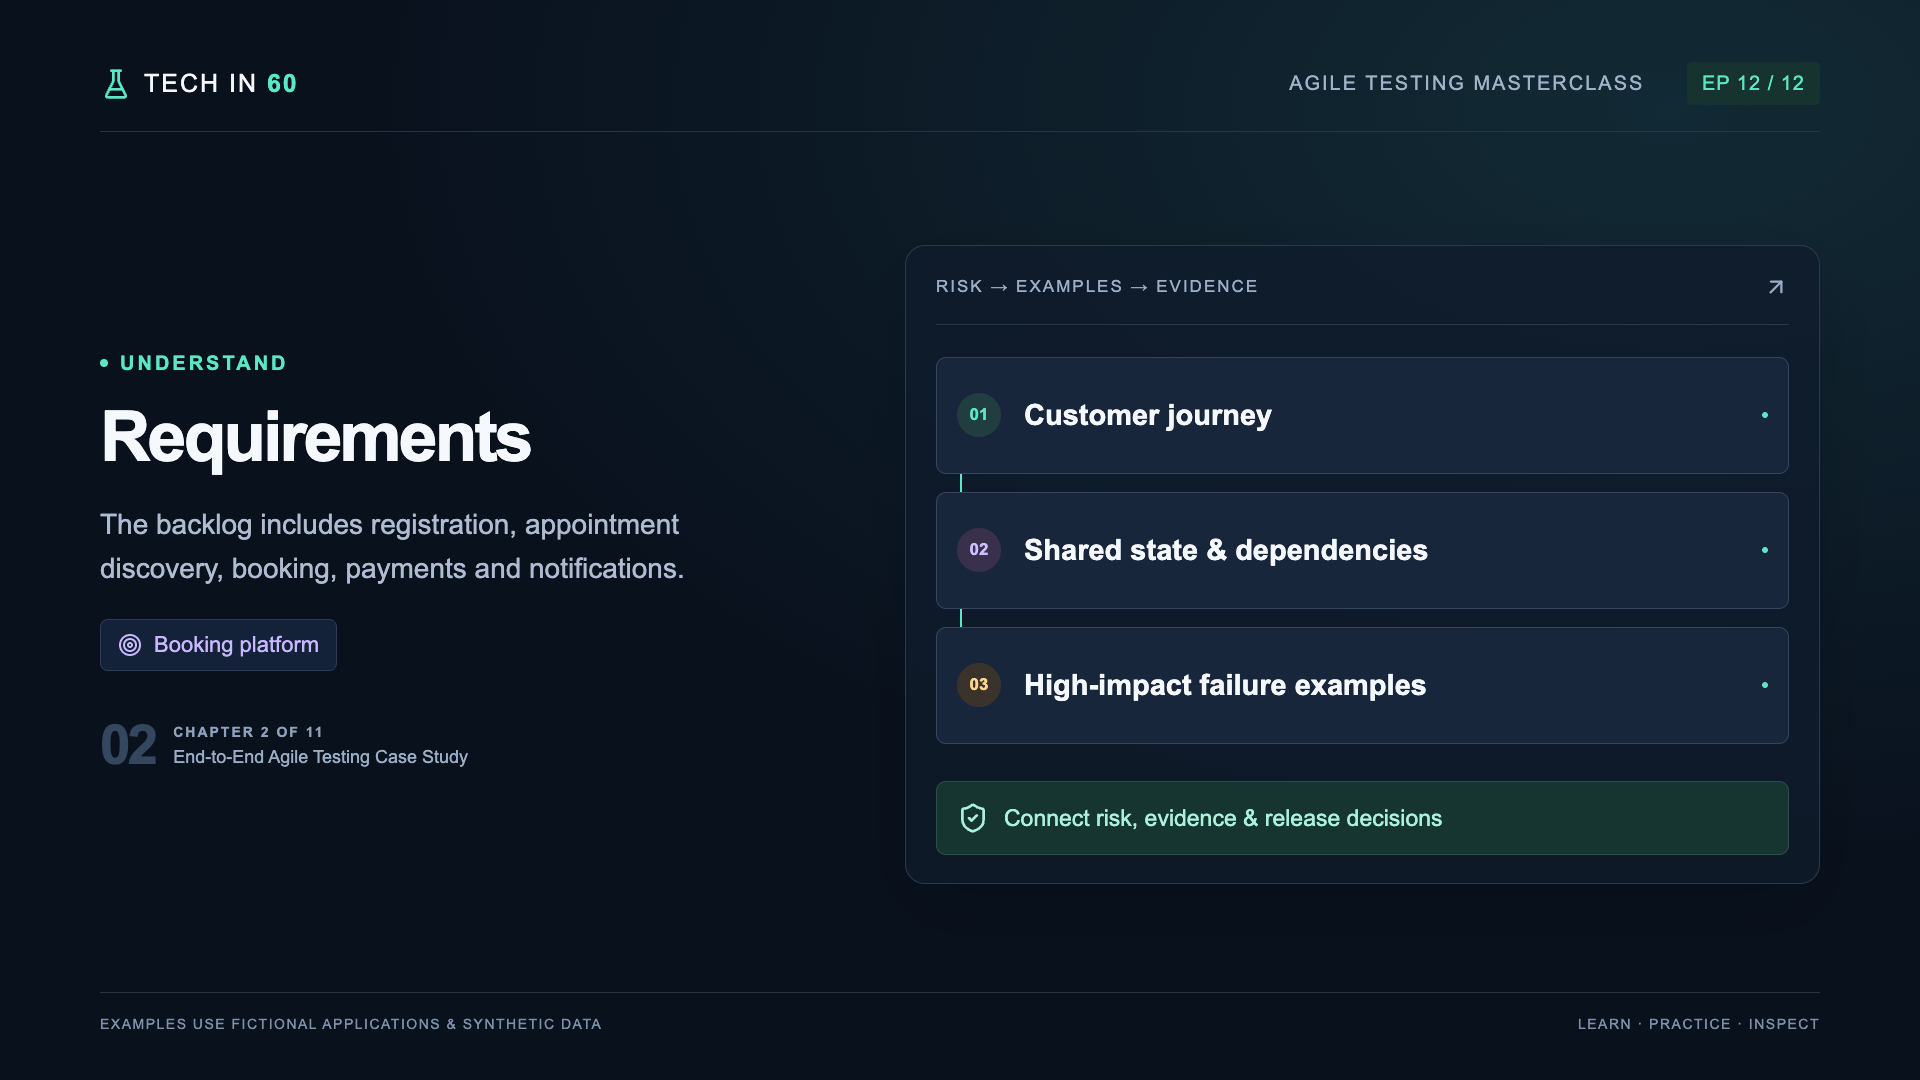 TECH IN 60
AGILE TESTING MASTERCLASS
EP 12 / 12
UNDERSTAND
Requirements
The backlog includes registration, appointment
discovery, booking, payments and notifications.
Booking platform
02
CHAPTER 2 OF 11
End-to-End Agile Testing Case Study
RISK → EXAMPLES → EVIDENCE
01
Customer journey
02
Shared state & dependencies
03
High-impact failure examples
Connect risk, evidence & release decisions
EXAMPLES USE FICTIONAL APPLICATIONS & SYNTHETIC DATA
LEARN · PRACTICE · INSPECT